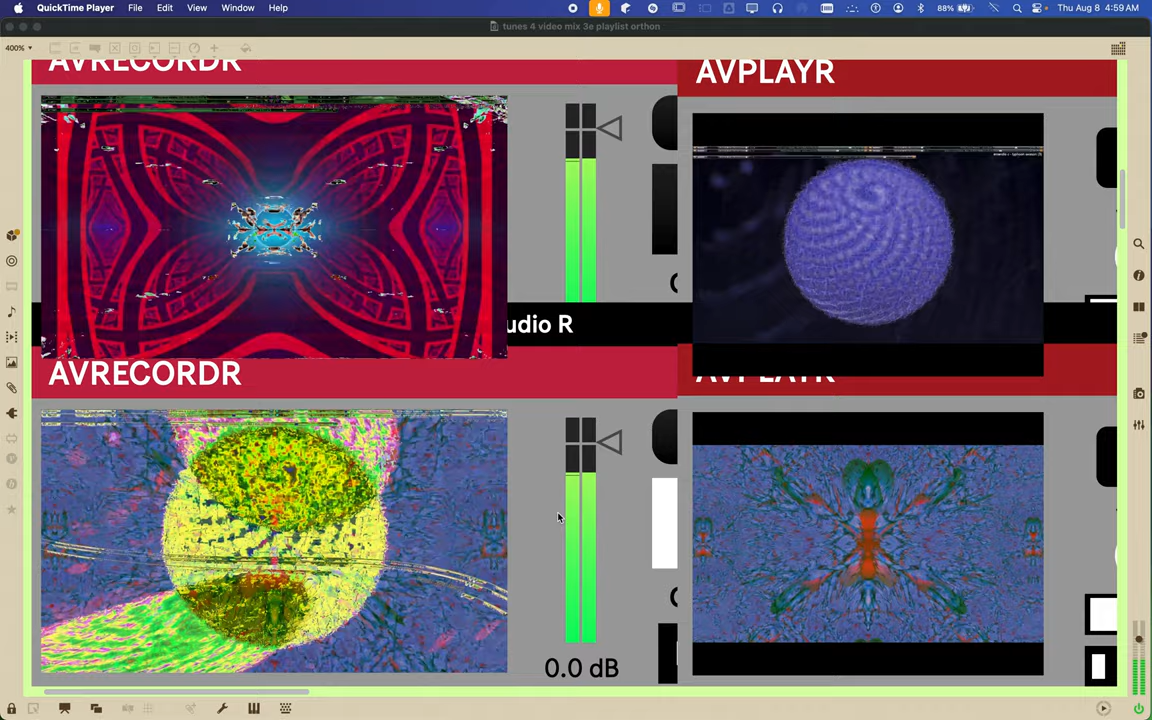 QuickTime Player File Edit View Window Help 88% Thu Aug 8 4:59 AM
tunes 4 video mix 3e playlist orthon
400%
AVRECORDR
AVPLAYR
udio R
AVRECORDR
AVPLAYR
0.0 dB